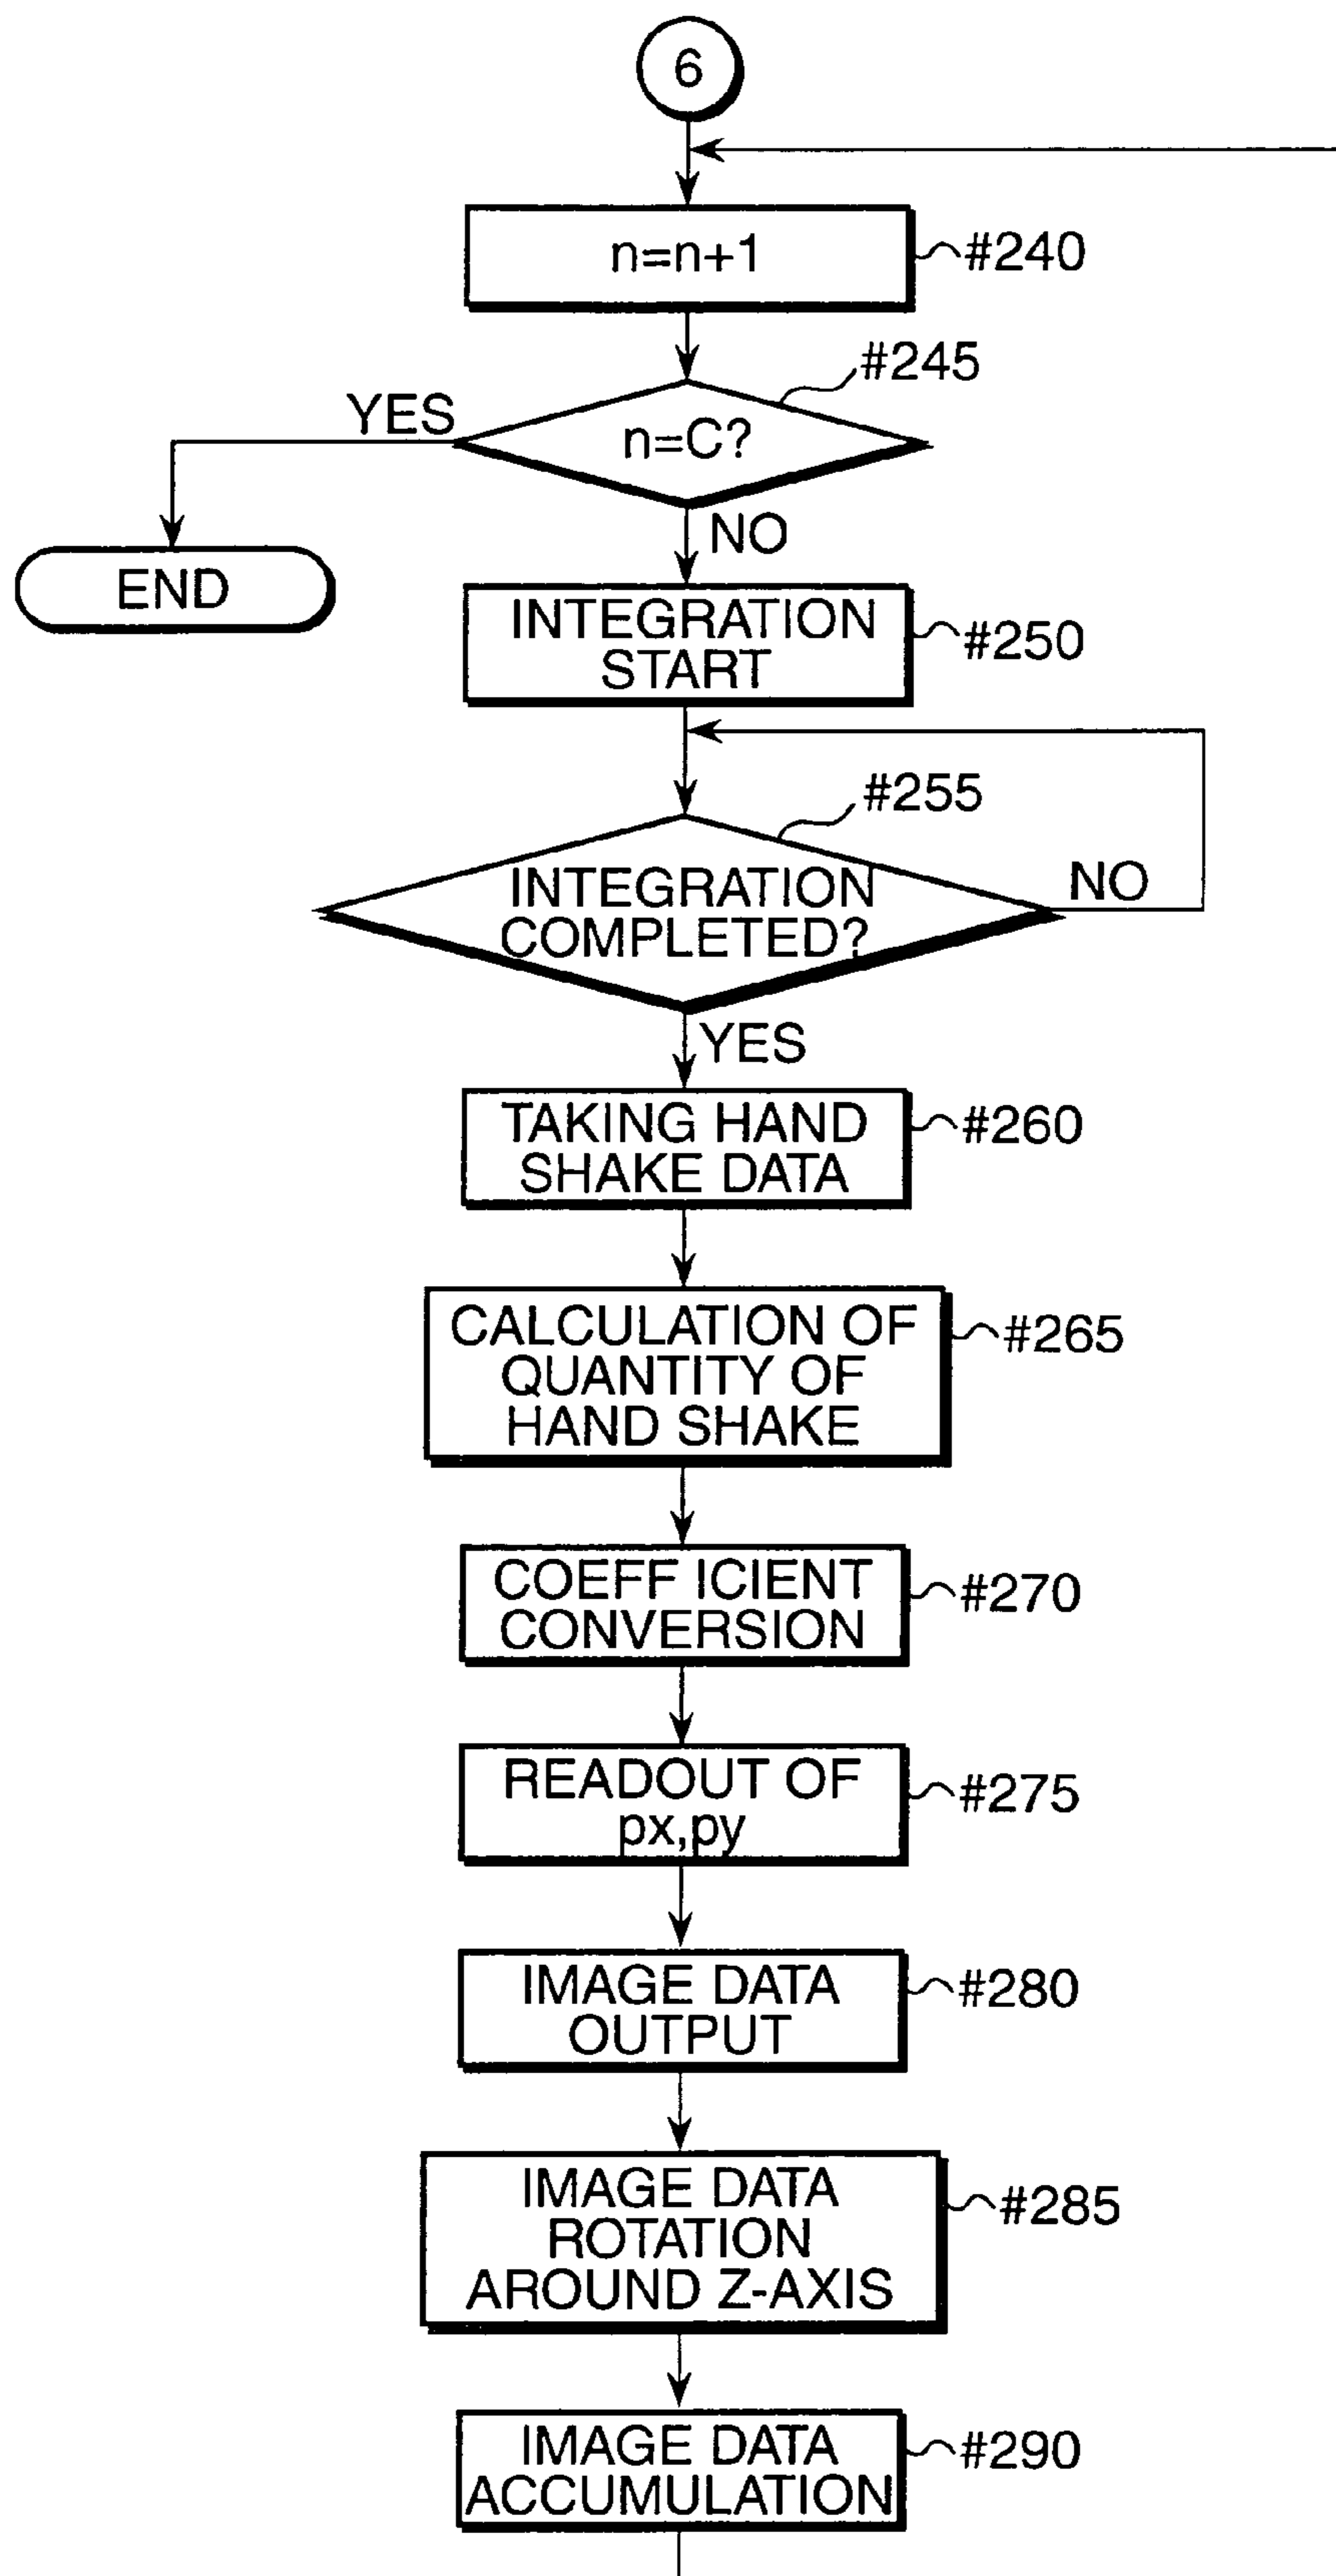 6
n=n+1
#240
#245
YES
n=C?
NO
END
INTEGRATION
START
#250
#255
INTEGRATION
COMPLETED?
NO
YES
TAKING HAND
SHAKE DATA
#260
CALCULATION OF
QUANTITY OF
HAND SHAKE
#265
COEFF ICIENT
CONVERSION
#270
READOUT OF
px,py
#275
IMAGE DATA
OUTPUT
#280
IMAGE DATA
ROTATION
AROUND Z-AXIS
#285
IMAGE DATA
ACCUMULATION
#290